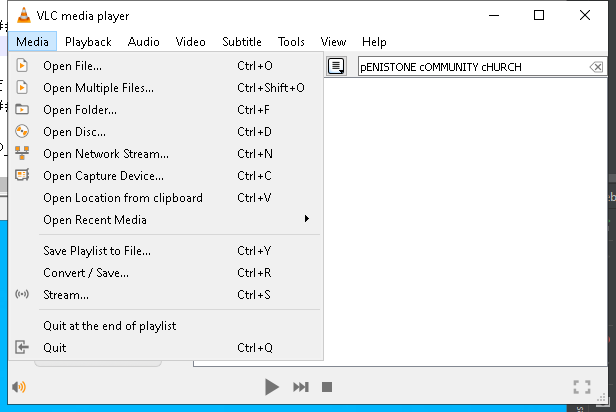 VLC media player
Media Playback Audio Video Subtitle Tools View Help
pENISTONE cOMMUNITY cHURCH
Open File... Ctrl+O
Open Multiple Files... Ctrl+Shift+O
Open Folder... Ctrl+F
Open Disc... Ctrl+D
Open Network Stream... Ctrl+N
Open Capture Device... Ctrl+C
Open Location from clipboard Ctrl+V
Open Recent Media
Save Playlist to File... Ctrl+Y
Convert / Save... Ctrl+R
Stream... Ctrl+S
Quit at the end of playlist
Quit Ctrl+Q